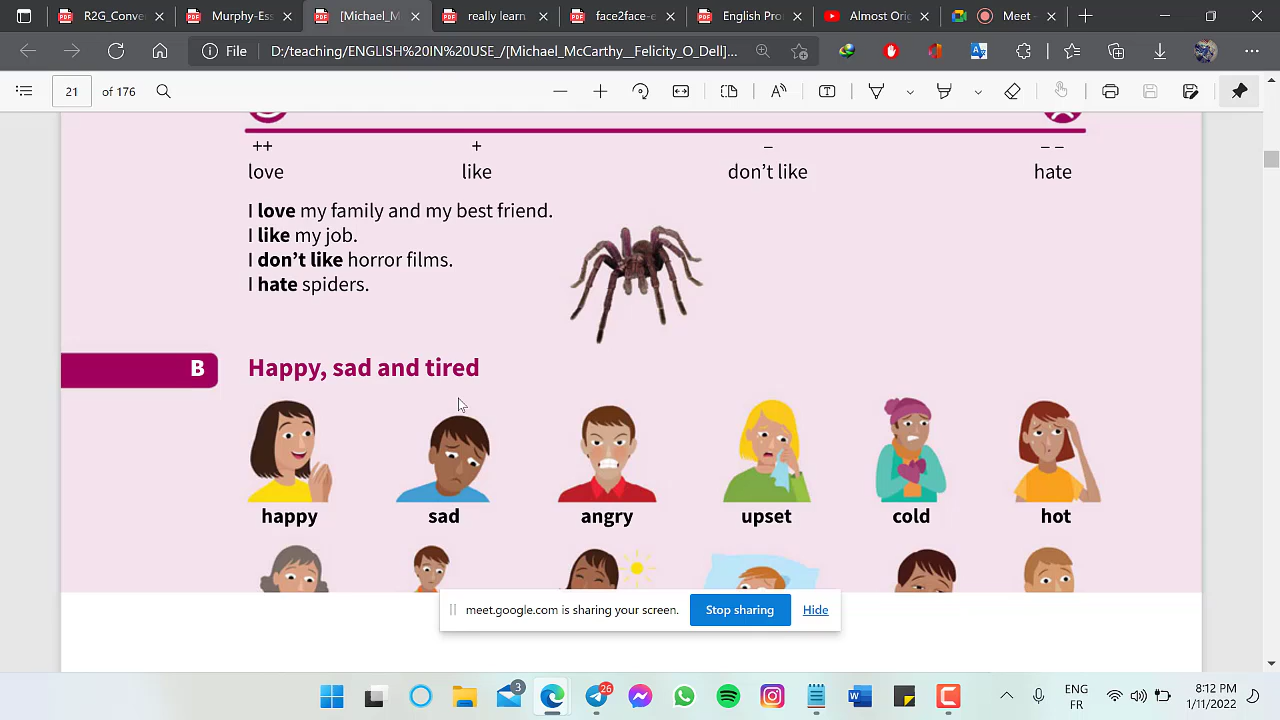 R2G_Conve
Murphy-Ess
[Michael_M
really learn
face2face-e
English Pro
Almost Ori
Meet -
File
D:/teaching/ENGLISH%20IN%20USE_/[Michael_McCarthy__Felicity_O_Dell]...
21 of 176
++ + – – –
love like don't like hate
I love my family and my best friend.
I like my job.
I don't like horror films.
I hate spiders.
B Happy, sad and tired
happy sad angry upset cold hot
meet.google.com is sharing your screen. Stop sharing Hide
3
26
ENG
FR
8:12 PM
1/11/2022